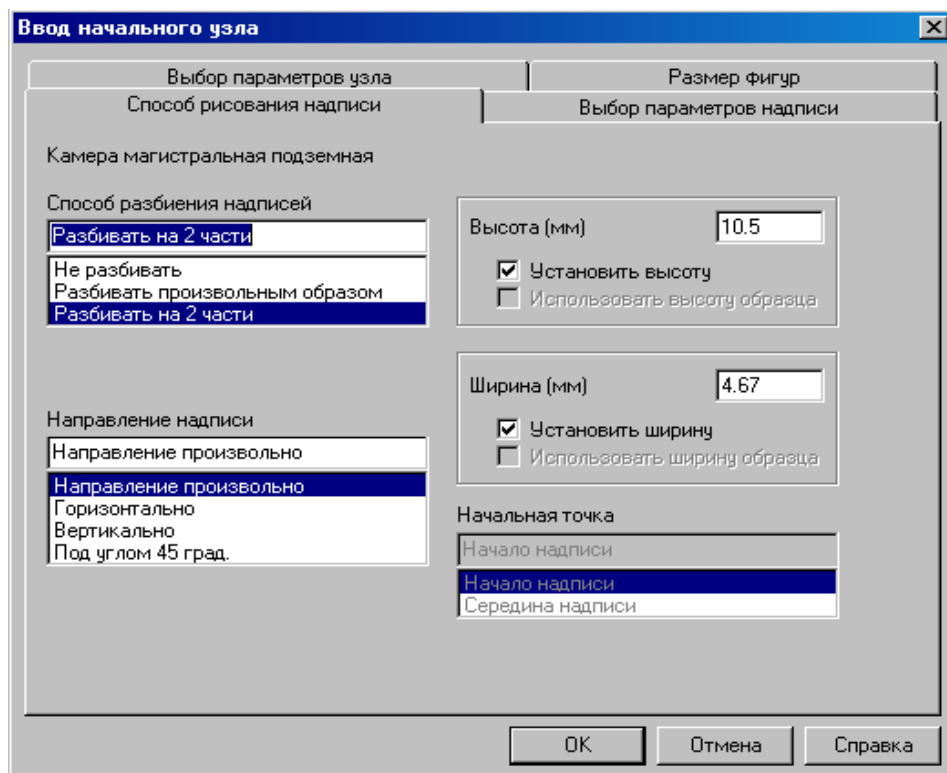 Ввод начального узла
Выбор параметров узла
Размер фигур
Способ рисования надписи
Выбор параметров надписи
Камера магистральная подземная
Способ разбиения надписей
Разбивать на 2 части
Не разбивать
Разбивать произвольным образом
Разбивать на 2 части
Направление надписи
Направление произвольно
Направление произвольно
Горизонтально
Вертикально
Под углом 45 град.
Высота (мм)
10.5
Установить высоту
Использовать высоту образца
Ширина (мм)
4.67
Установить ширину
Использовать ширину образца
Начальная точка
Начало надписи
Начало надписи
Середина надписи
OK
Отмена
Справка